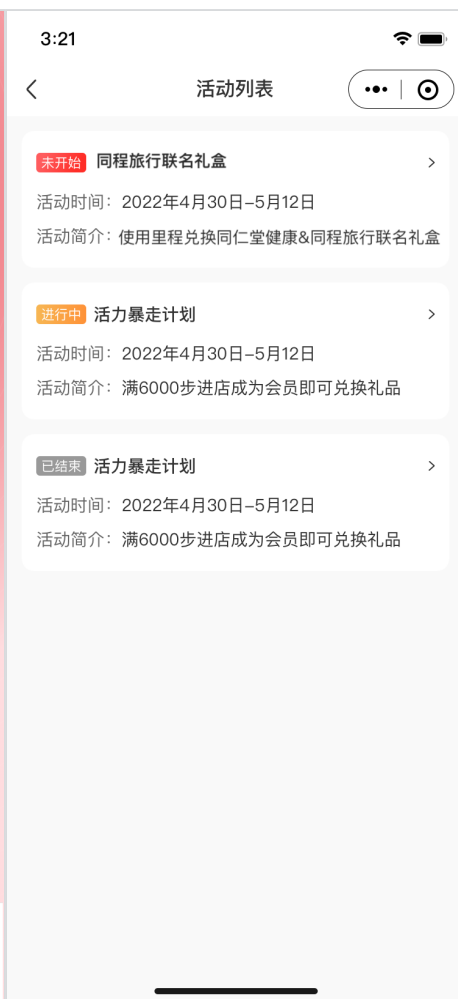 3:21
活动列表
未开始 同程旅行联名礼盒
活动时间：2022年4月30日-5月12日
活动简介：使用里程兑换同仁堂健康&同程旅行联名礼盒
进行中 活力暴走计划
活动时间：2022年4月30日-5月12日
活动简介：满6000步进店成为会员即可兑换礼品
已结束 活力暴走计划
活动时间：2022年4月30日-5月12日
活动简介：满6000步进店成为会员即可兑换礼品